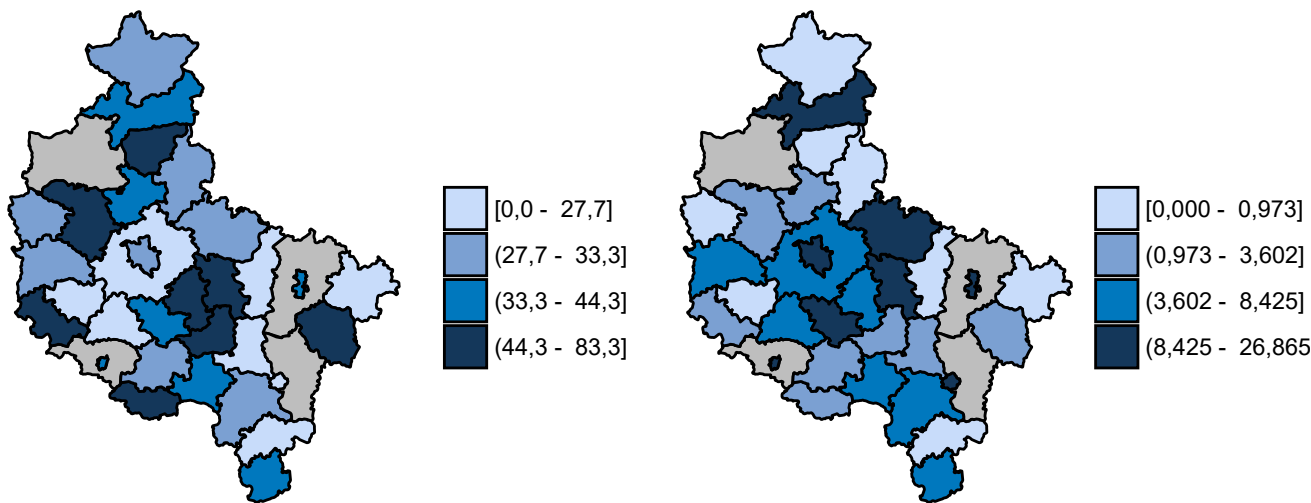 [0,0 - 27,7]
(27,7 - 33,3]
(33,3 - 44,3]
(44,3 - 83,3]
[0,000 - 0,973]
(0,973 - 3,602]
(3,602 - 8,425]
(8,425 - 26,865